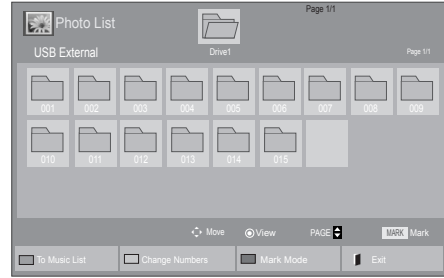 Page 1/1
Photo List
USB External
Drive1
Page 1/1
001 002 003 004 005 006 007 008 009
010 011 012 013 014 015
Move View PAGE MARK Mark
To Music List Change Numbers Mark Mode Exit